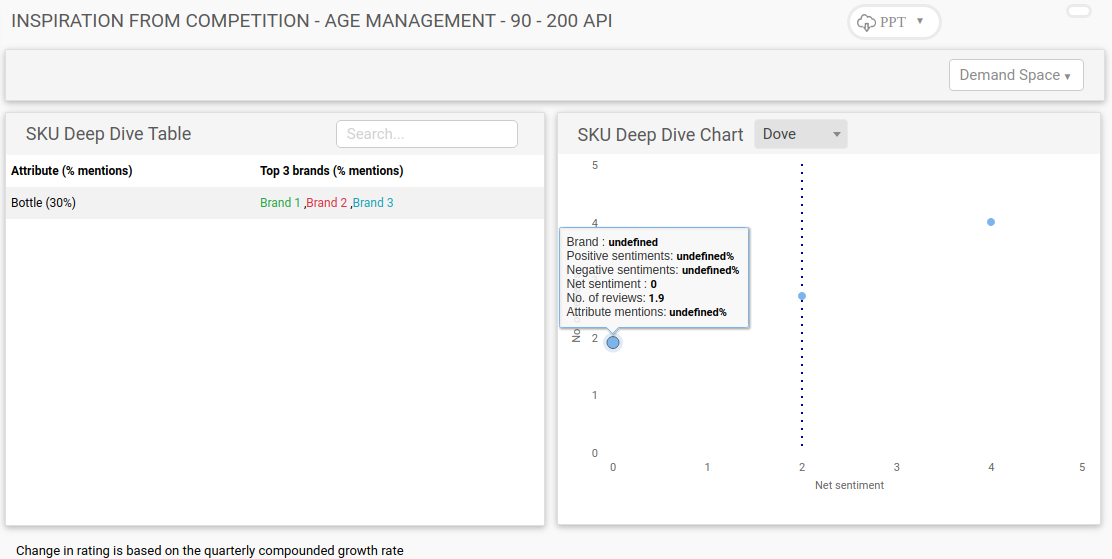 INSPIRATION FROM COMPETITION - AGE MANAGEMENT - 90 - 200 API
PPT ▼
Demand Space ▾
SKU Deep Dive Table
Search...
Attribute (% mentions) Top 3 brands (% mentions)
Bottle (30%) Brand 1 ,Brand 2 ,Brand 3
SKU Deep Dive Chart Dove
5
4
Brand : undefined
Positive sentiments: undefined%
Negative sentiments: undefined%
Net sentiment : 0
No. of reviews: 1.9
Attribute mentions: undefined%
No
2
1
0
0 1 2 3 4 5
Net sentiment
Change in rating is based on the quarterly compounded growth rate